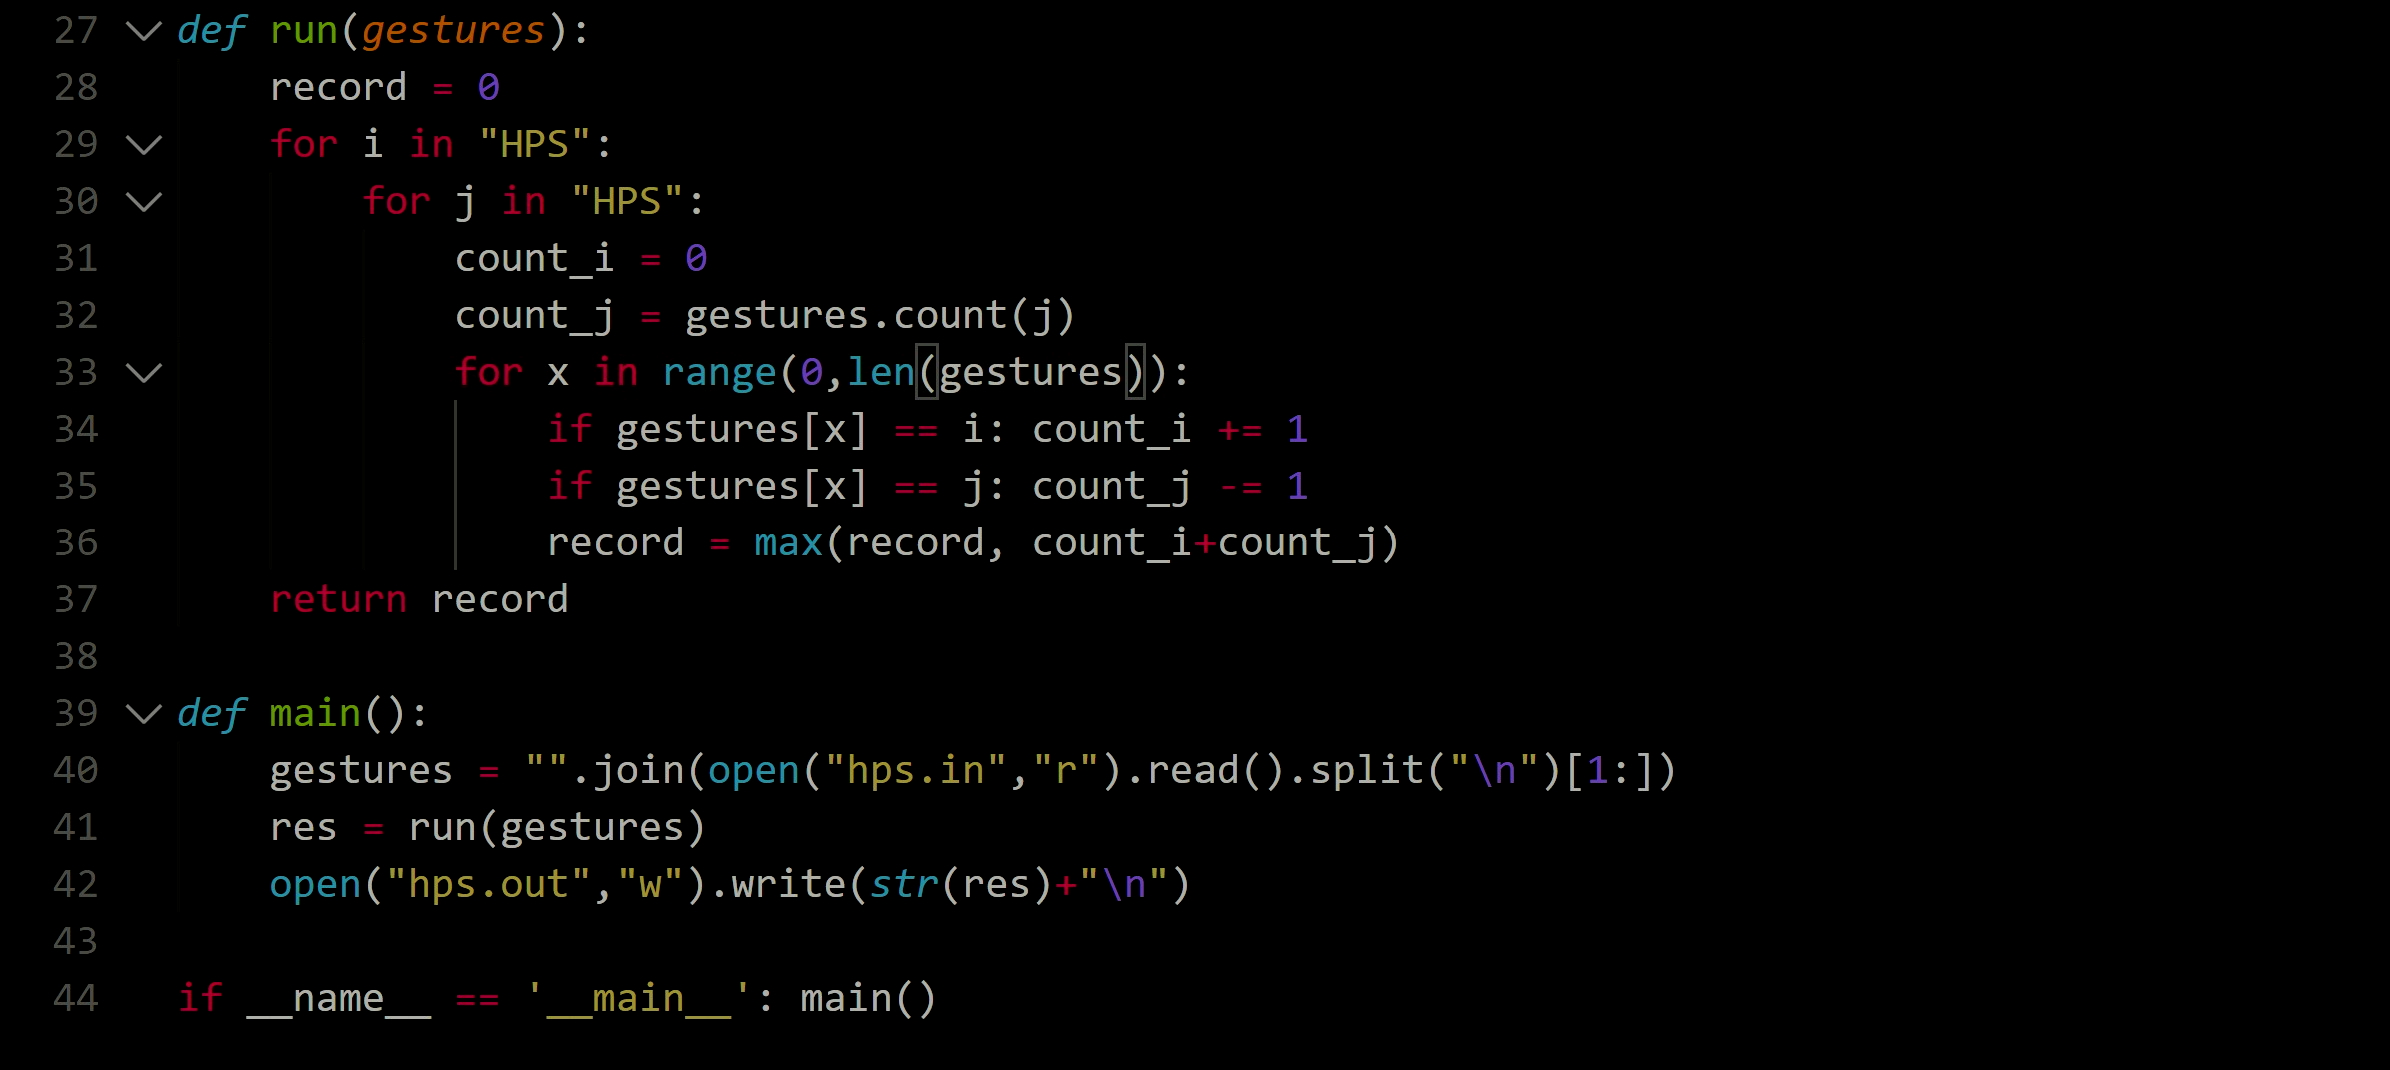 27 def run(gestures):
28     record = 0
29     for i in "HPS":
30         for j in "HPS":
31             count_i = 0
32             count_j = gestures.count(j)
33             for x in range(0,len(gestures)):
34                 if gestures[x] == i: count_i += 1
35                 if gestures[x] == j: count_j -= 1
36                 record = max(record, count_i+count_j)
37     return record
38
39 def main():
40     gestures = "".join(open("hps.in","r").read().split("\n")[1:])
41     res = run(gestures)
42     open("hps.out","w").write(str(res)+"\n")
43
44 if __name__ == '__main__': main()